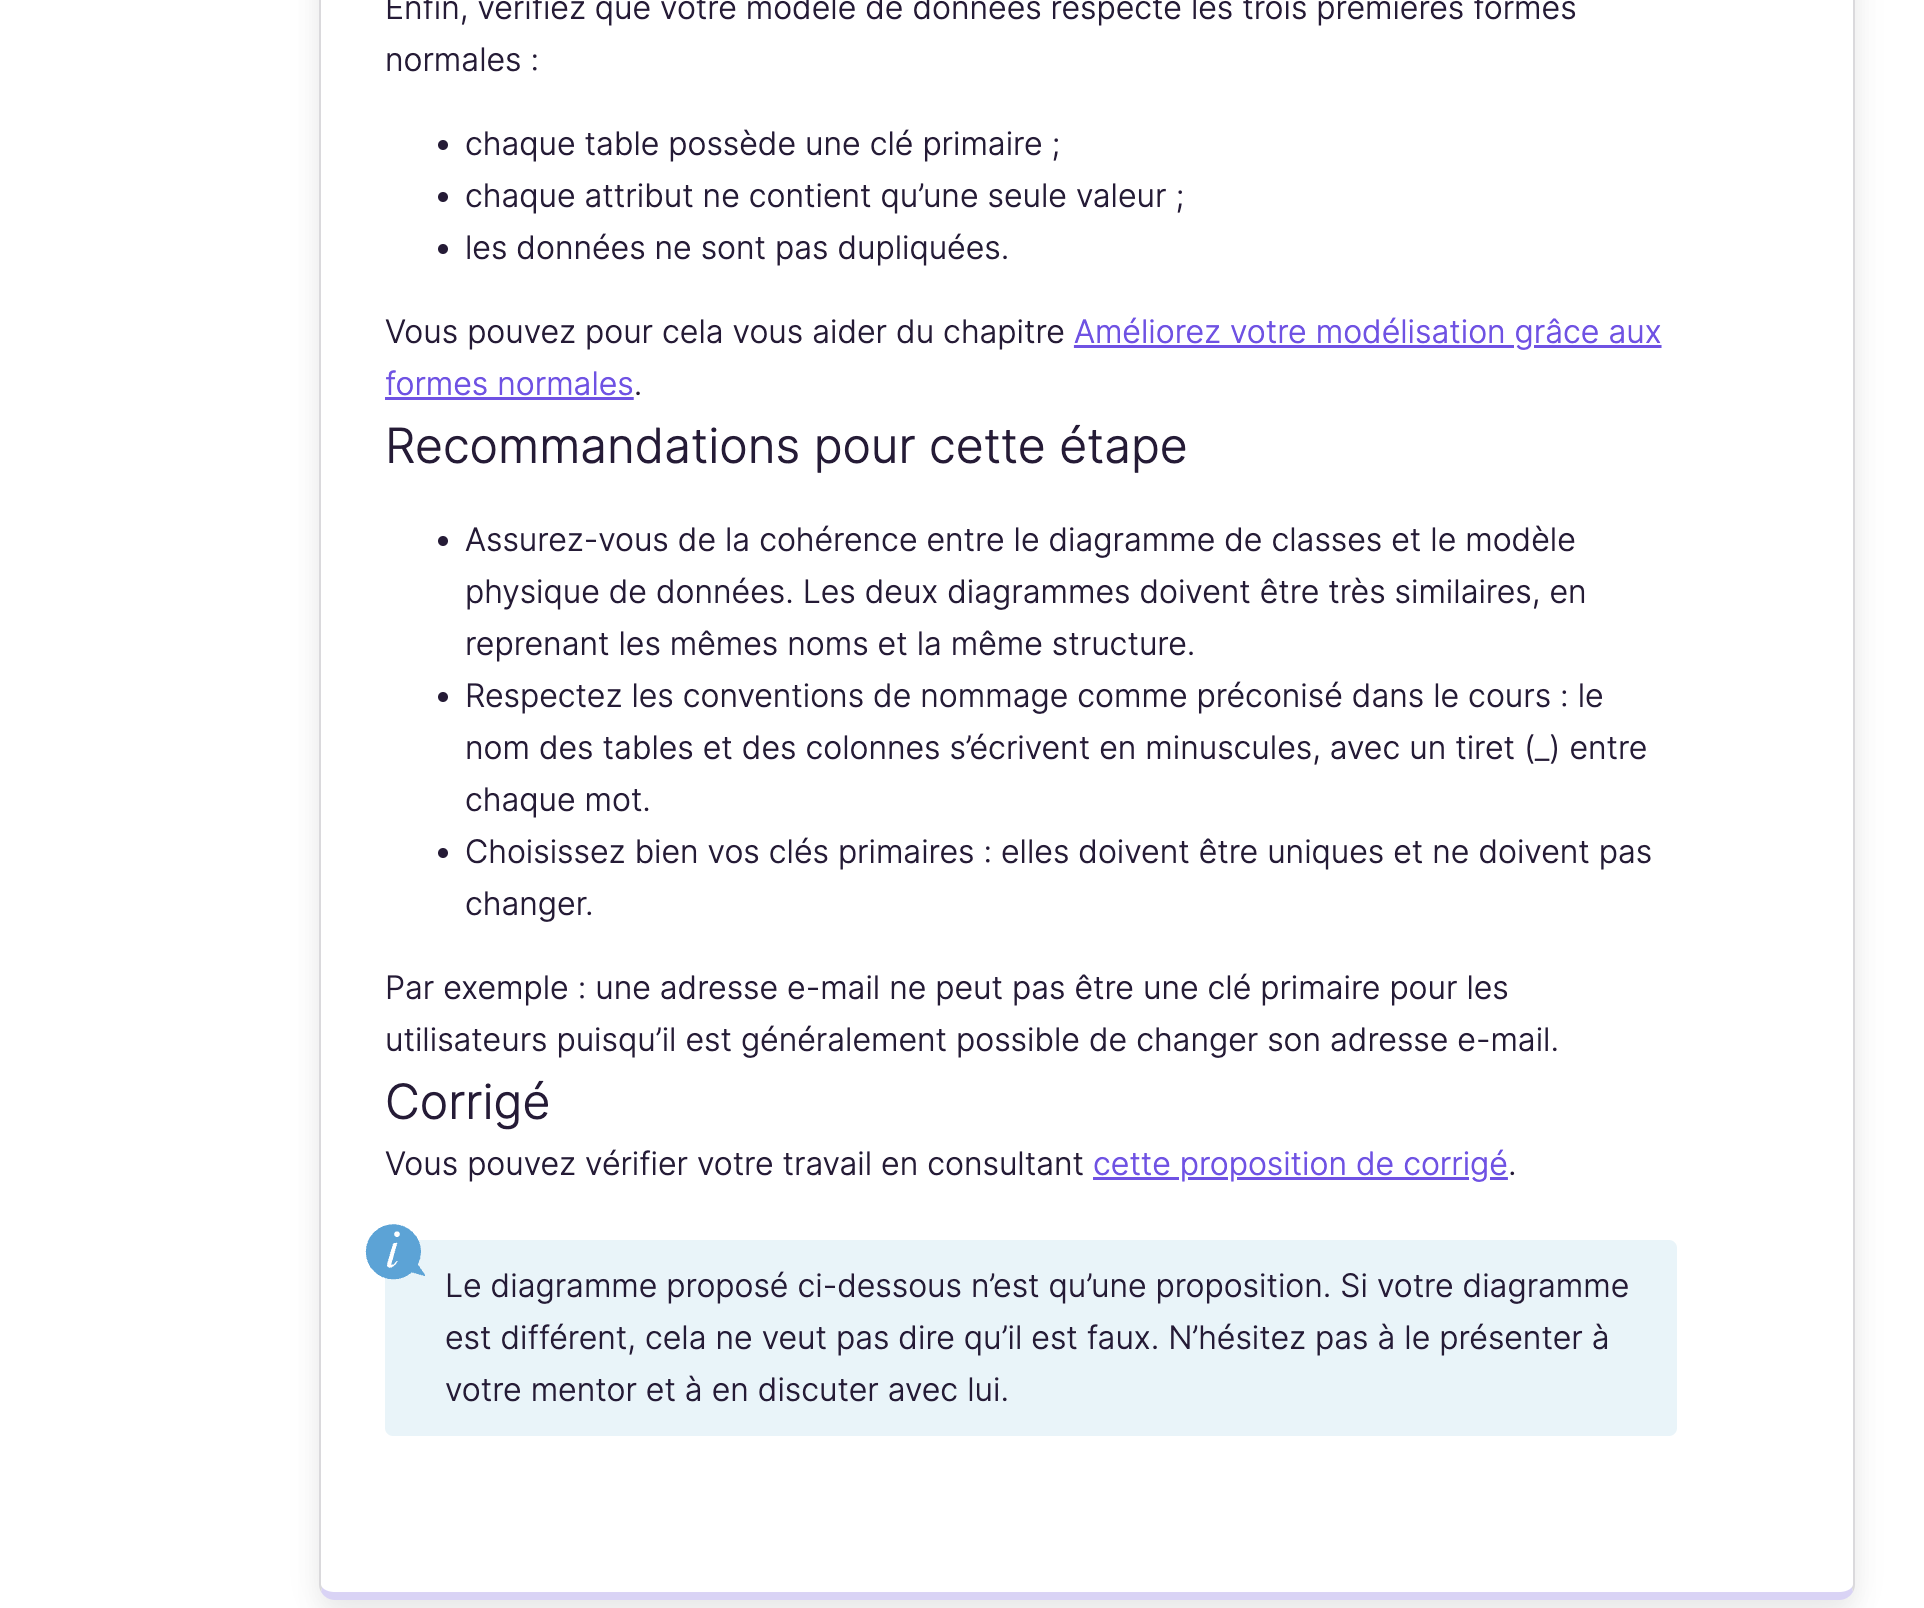 Enfin, vérifiez que votre modèle de données respecte les trois premières formes
normales :
chaque table possède une clé primaire ;
chaque attribut ne contient qu’une seule valeur ;
les données ne sont pas dupliquées.
Vous pouvez pour cela vous aider du chapitre Améliorez votre modélisation grâce aux
formes normales.
Recommandations pour cette étape
Assurez-vous de la cohérence entre le diagramme de classes et le modèle
physique de données. Les deux diagrammes doivent être très similaires, en
reprenant les mêmes noms et la même structure.
Respectez les conventions de nommage comme préconisé dans le cours : le
nom des tables et des colonnes s’écrivent en minuscules, avec un tiret (_) entre
chaque mot.
Choisissez bien vos clés primaires : elles doivent être uniques et ne doivent pas
changer.
Par exemple : une adresse e-mail ne peut pas être une clé primaire pour les
utilisateurs puisqu’il est généralement possible de changer son adresse e-mail.
Corrigé
Vous pouvez vérifier votre travail en consultant cette proposition de corrigé.
i
Le diagramme proposé ci-dessous n’est qu’une proposition. Si votre diagramme
est différent, cela ne veut pas dire qu’il est faux. N’hésitez pas à le présenter à
votre mentor et à en discuter avec lui.